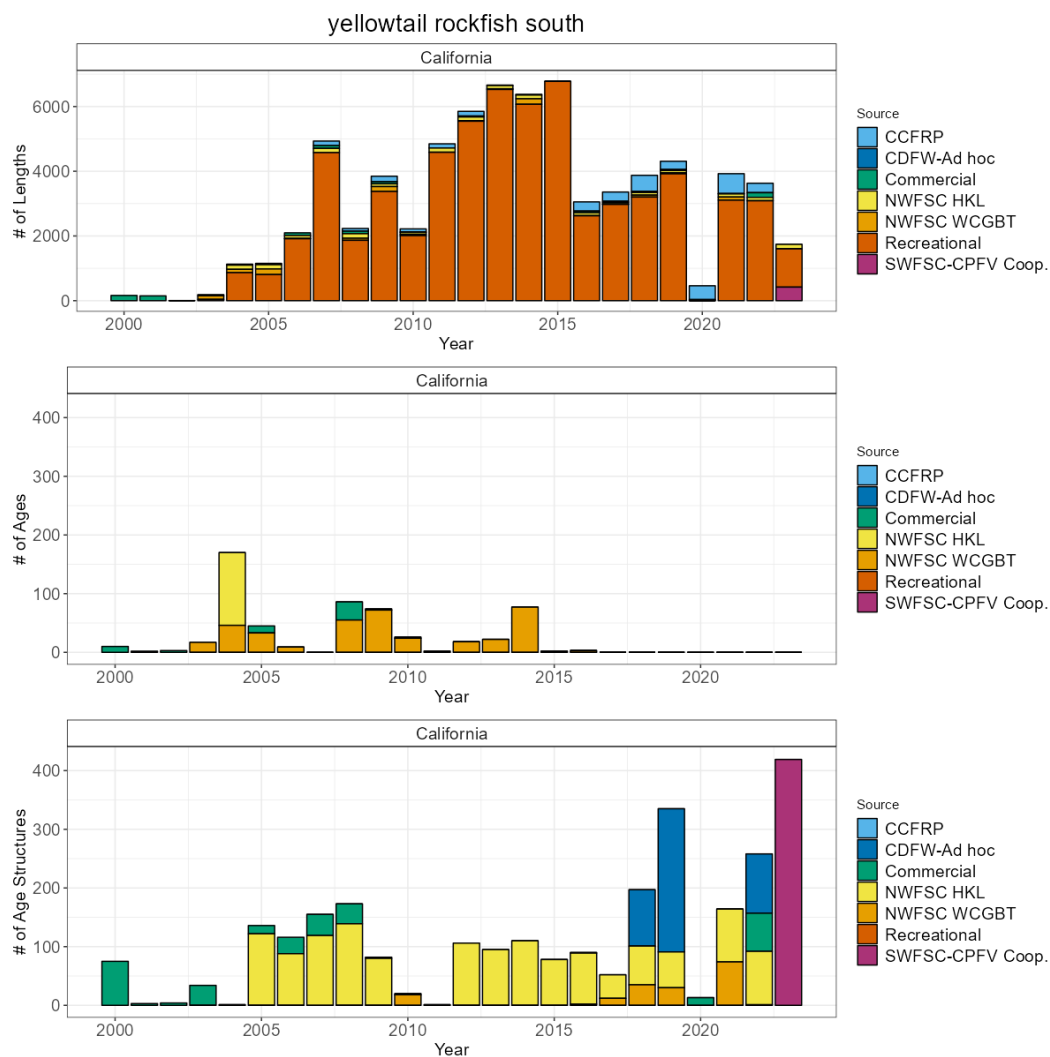 yellowtail rockfish south
California
# of Lengths
6000
4000
2000
0
2000 2005 2010 2015 2020
Year
Source
CCFRP
CDFW-Ad hoc
Commercial
NWFSC HKL
NWFSC WCGBT
Recreational
SWFSC-CPFV Coop.
California
# of Ages
400
300
200
100
0
2000 2005 2010 2015 2020
Year
Source
CCFRP
CDFW-Ad hoc
Commercial
NWFSC HKL
NWFSC WCGBT
Recreational
SWFSC-CPFV Coop.
California
# of Age Structures
400
300
200
100
0
2000 2005 2010 2015 2020
Year
Source
CCFRP
CDFW-Ad hoc
Commercial
NWFSC HKL
NWFSC WCGBT
Recreational
SWFSC-CPFV Coop.